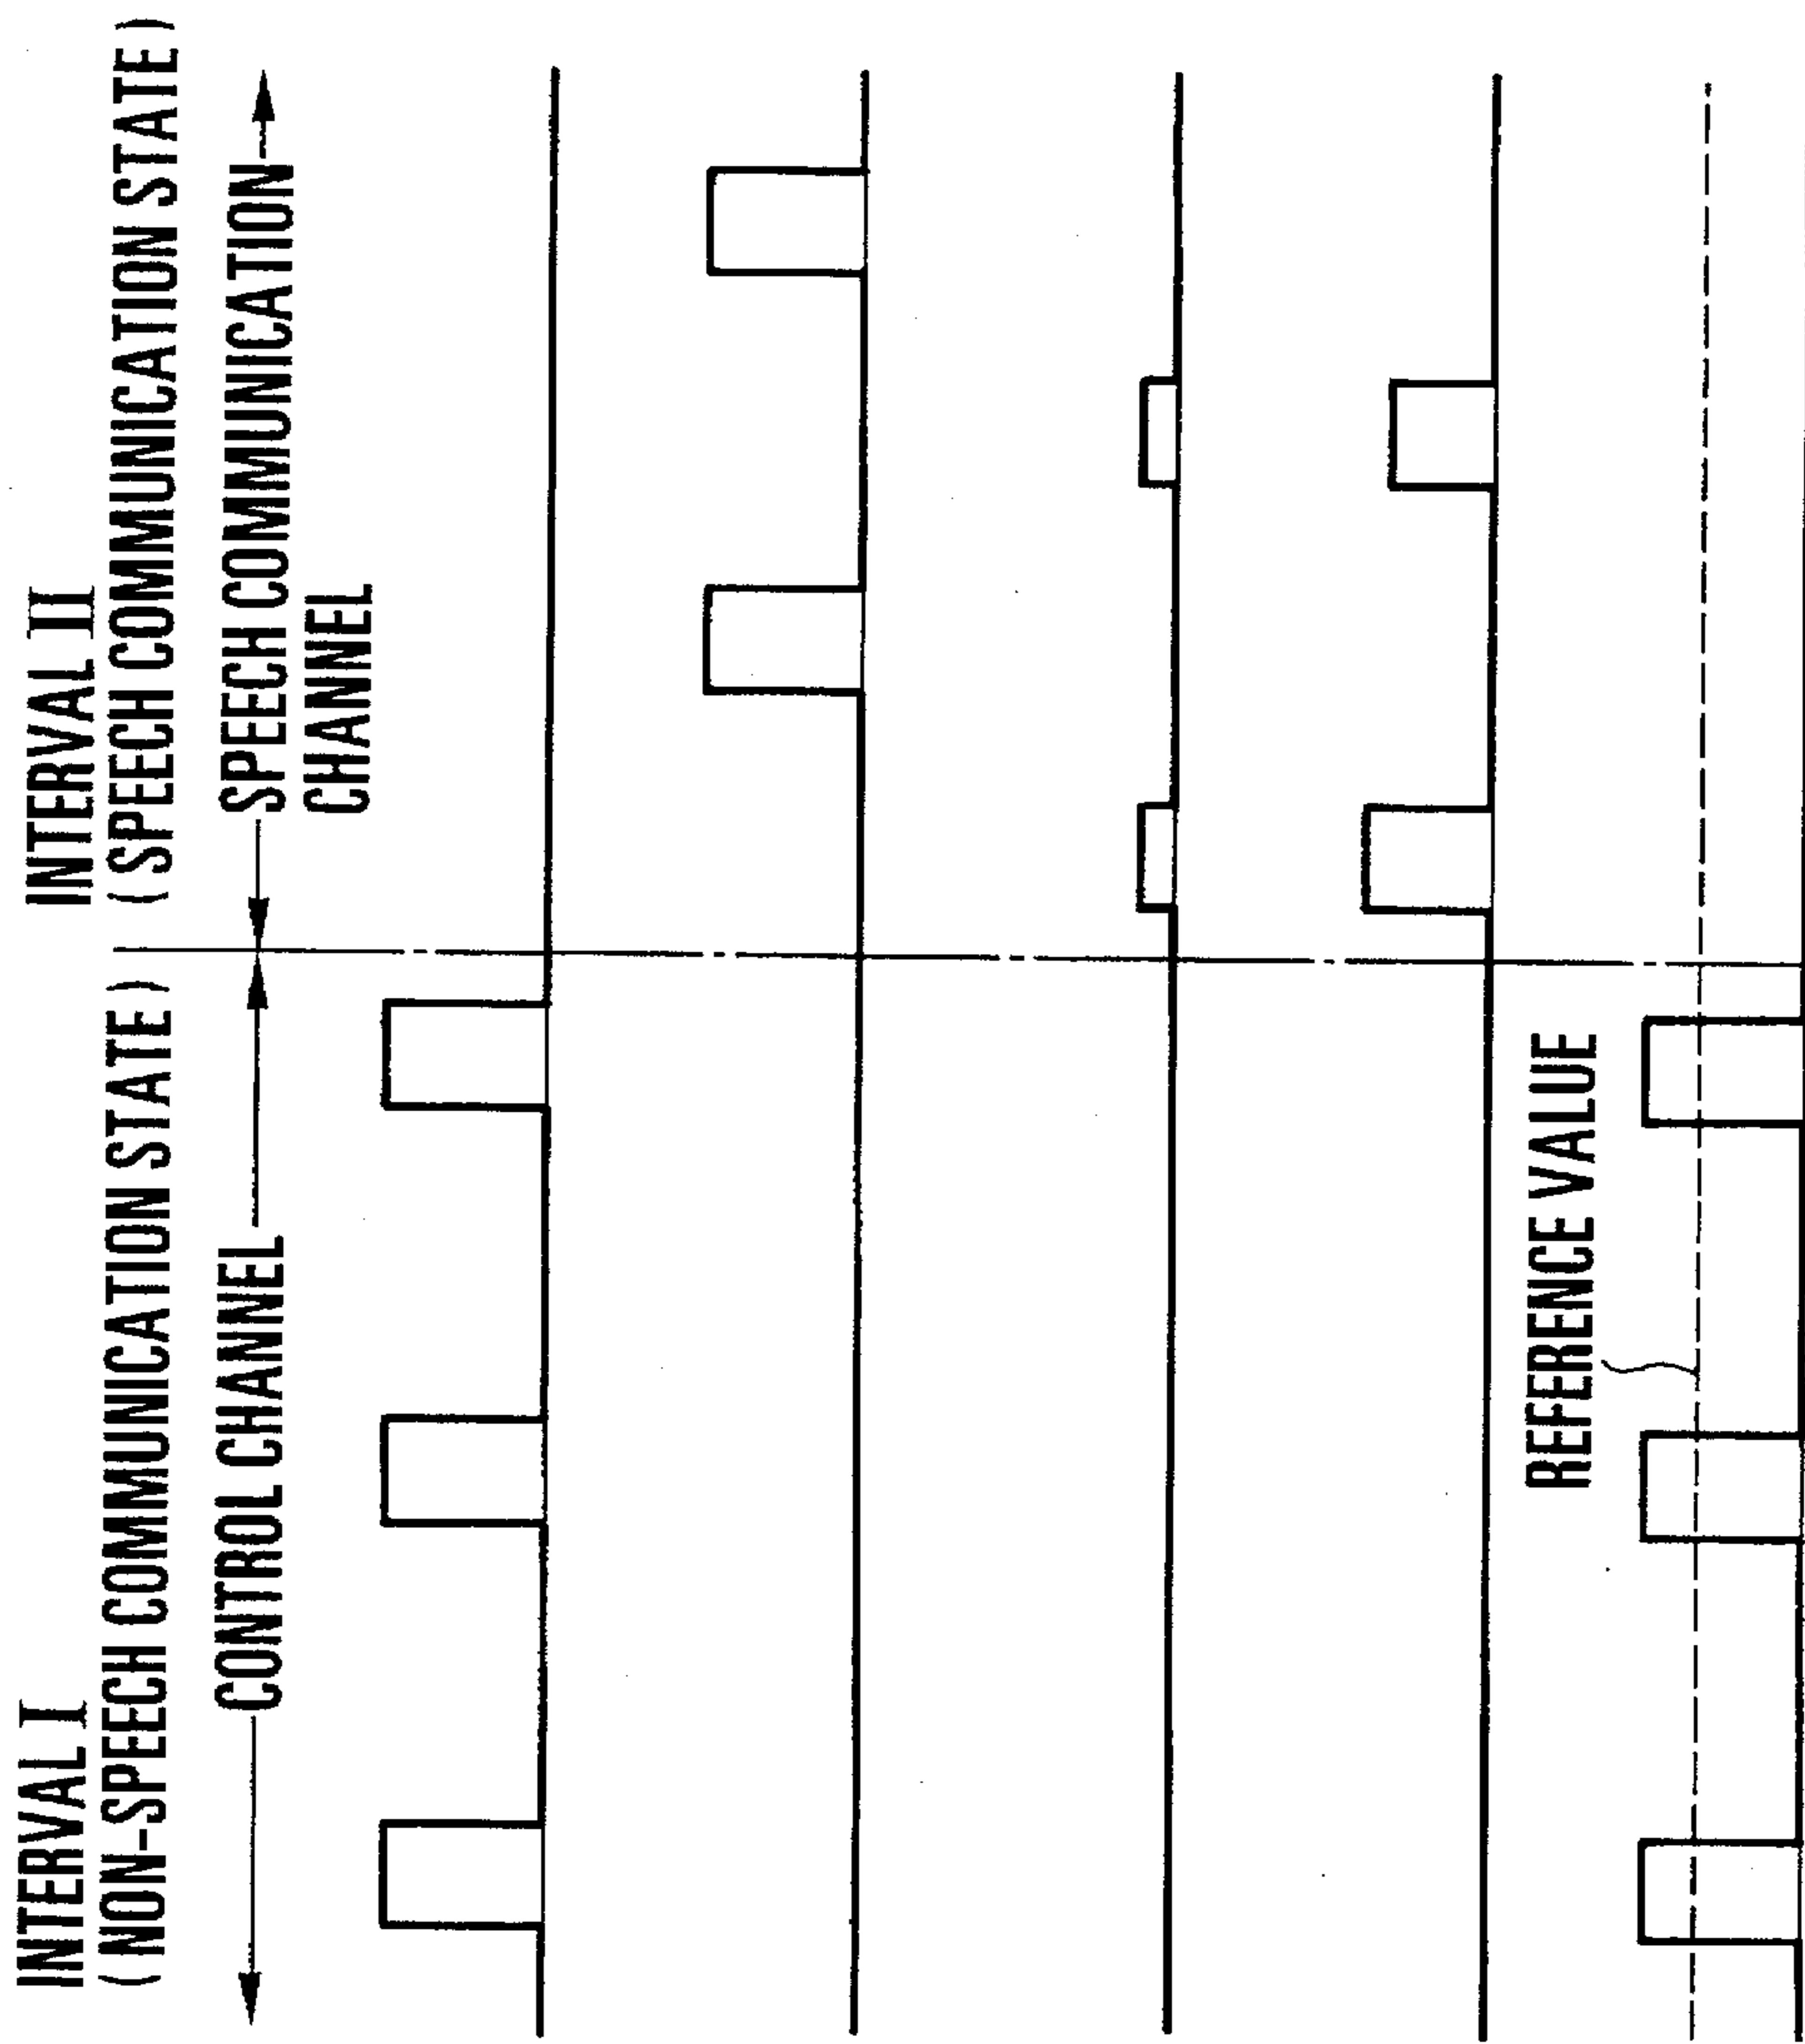 INTERVAL I
(NON-SPEECH COMMUNICATION STATE)
INTERVAL II
(SPEECH COMMUNICATION STATE)
CONTROL CHANNEL
SPEECH COMMUNICATION
CHANNEL
REFERENCE VALUE